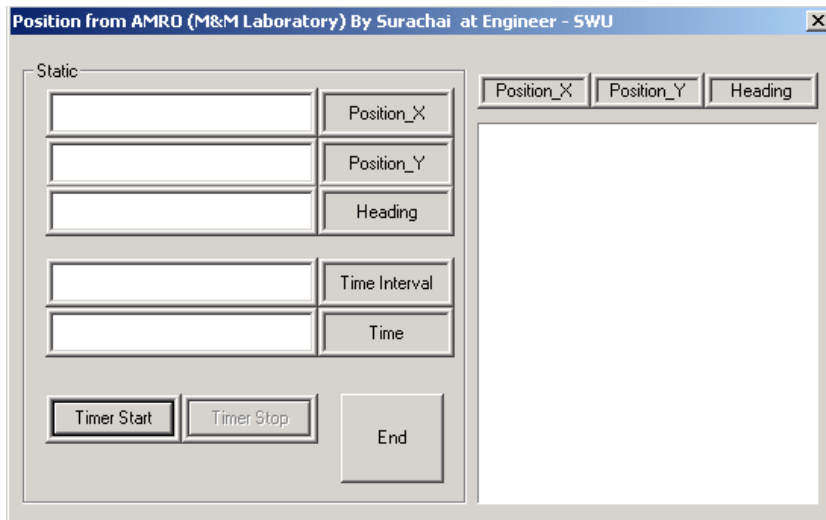 Position from AMRO (M&M Laboratory) By Surachai at Engineer - SWU
Static
Position_X
Position_Y
Heading
Time Interval
Time
Timer Start Timer Stop End
Position_X Position_Y Heading